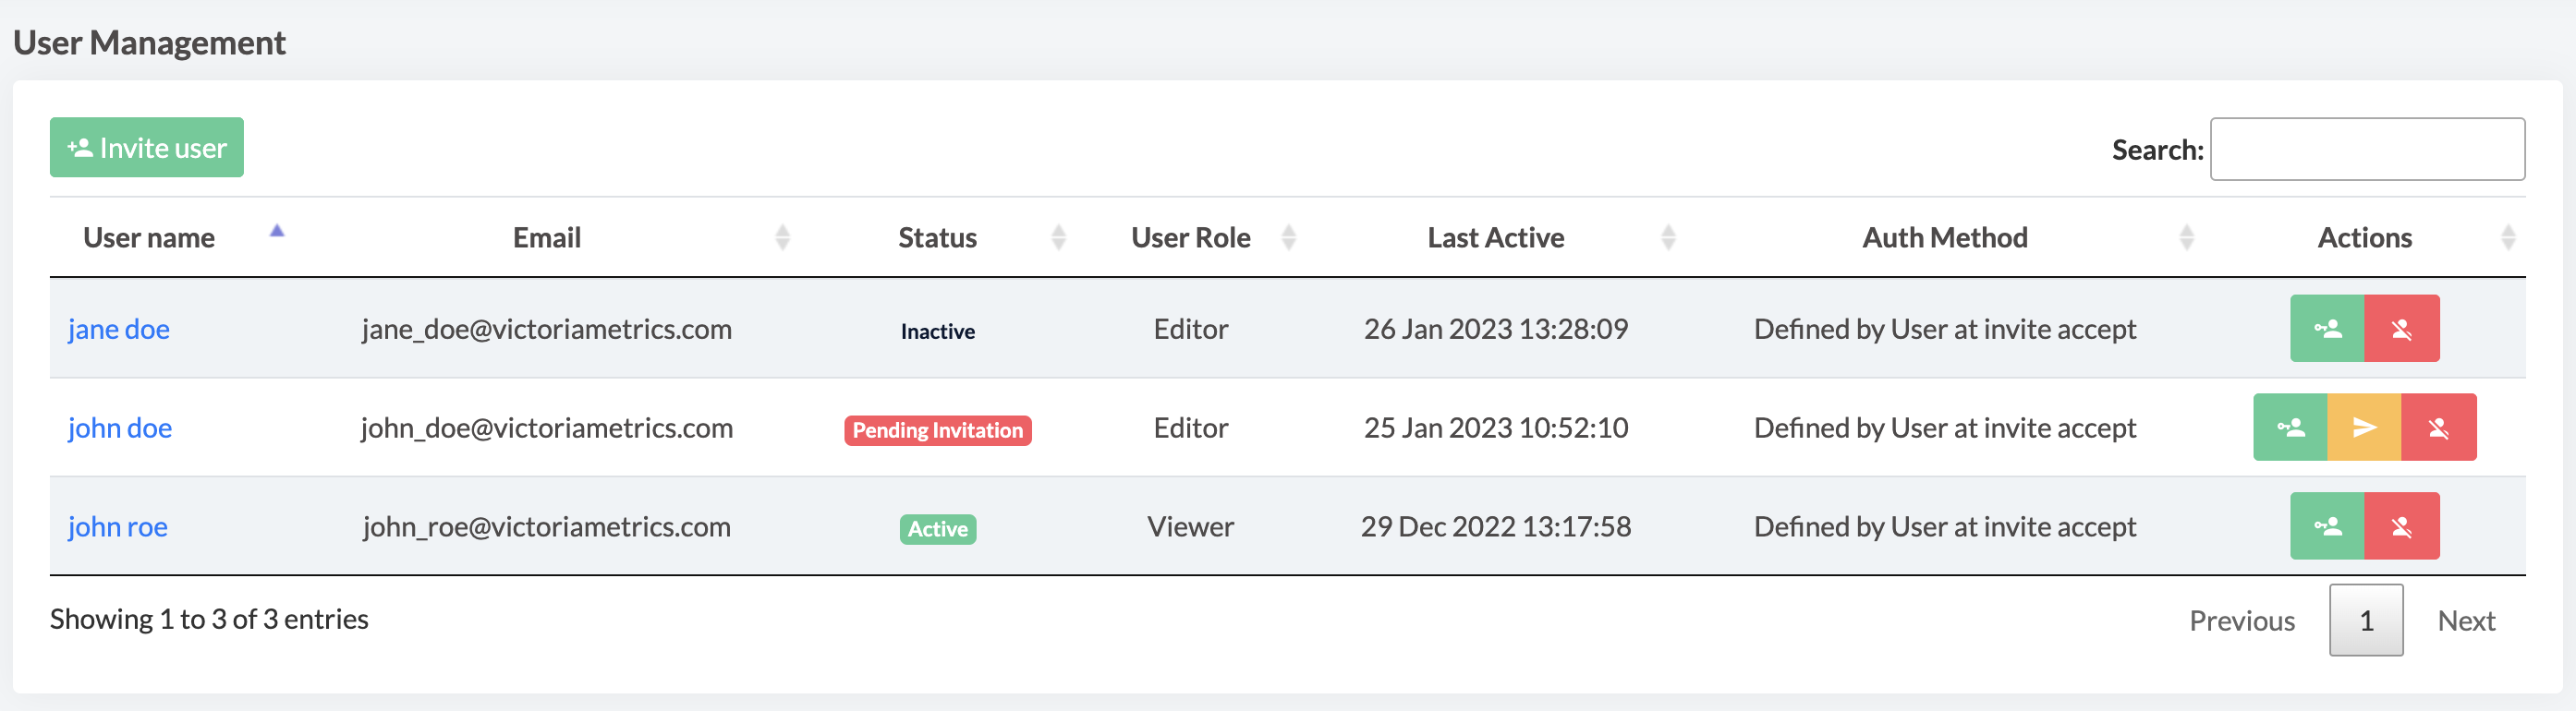 User Management
Invite user
Search:
User name Email Status User Role Last Active Auth Method Actions
jane doe jane_doe@victoriametrics.com Inactive Editor 26 Jan 2023 13:28:09 Defined by User at invite accept
john doe john_doe@victoriametrics.com Pending Invitation Editor 25 Jan 2023 10:52:10 Defined by User at invite accept
john roe john_roe@victoriametrics.com Active Viewer 29 Dec 2022 13:17:58 Defined by User at invite accept
Showing 1 to 3 of 3 entries
Previous 1 Next